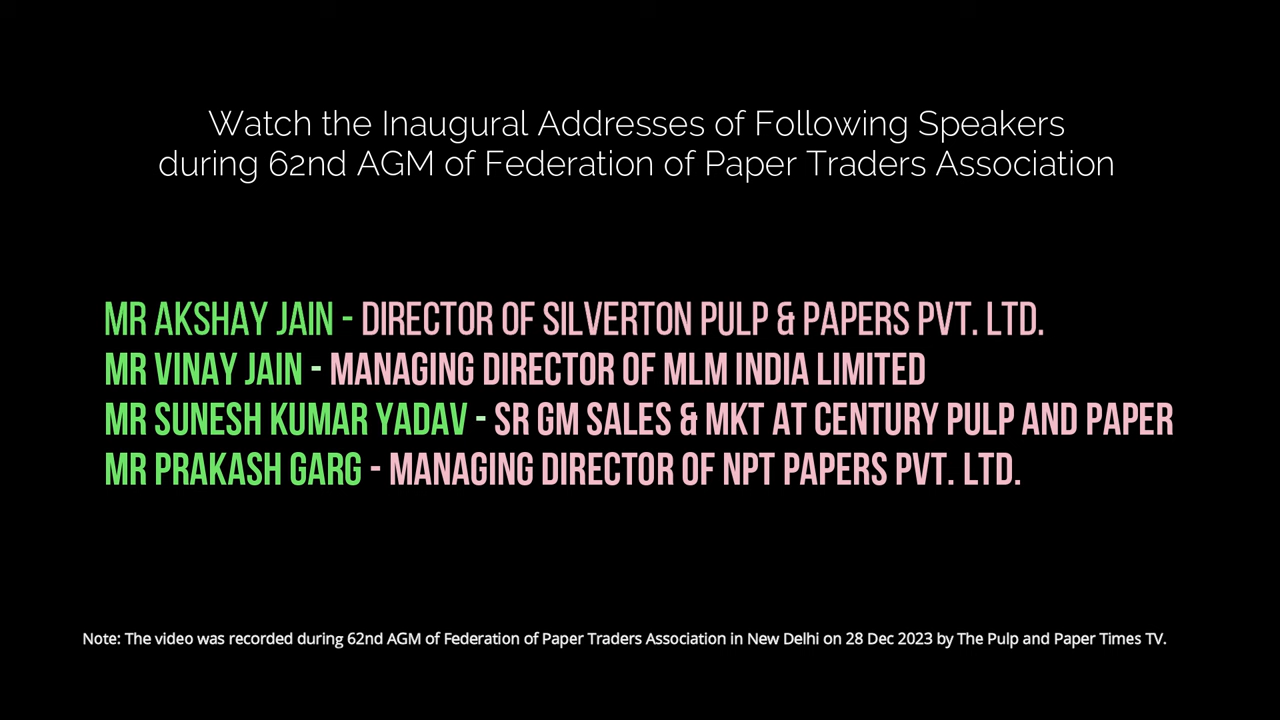 Watch the Inaugural Addresses of Following Speakers
during 62nd AGM of Federation of Paper Traders Association
MR AKSHAY JAIN - DIRECTOR OF SILVERTON PULP & PAPERS PVT. LTD.
MR VINAY JAIN - MANAGING DIRECTOR OF MLM INDIA LIMITED
MR SUNESH KUMAR YADAV - SR GM SALES & MKT AT CENTURY PULP AND PAPER
MR PRAKASH GARG - MANAGING DIRECTOR OF NPT PAPERS PVT. LTD.
Note: The video was recorded during 62nd AGM of Federation of Paper Traders Association in New Delhi on 28 Dec 2023 by The Pulp and Paper Times TV.